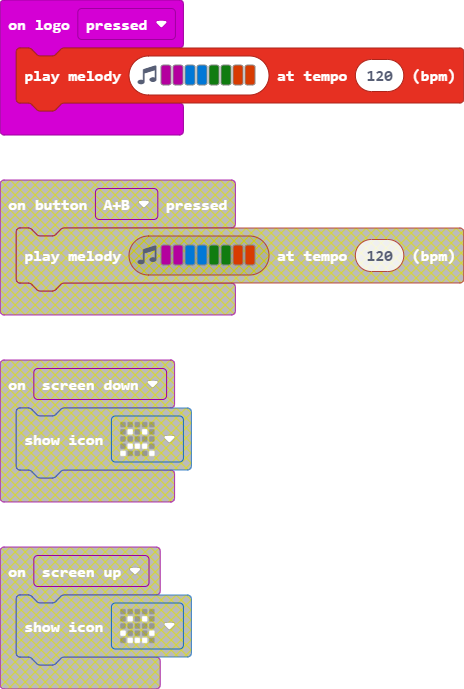 on logo pressed
play melody at tempo 120 (bpm)
on button A+B pressed
play melody at tempo 120 (bpm)
on screen down
show icon
on screen up
show icon